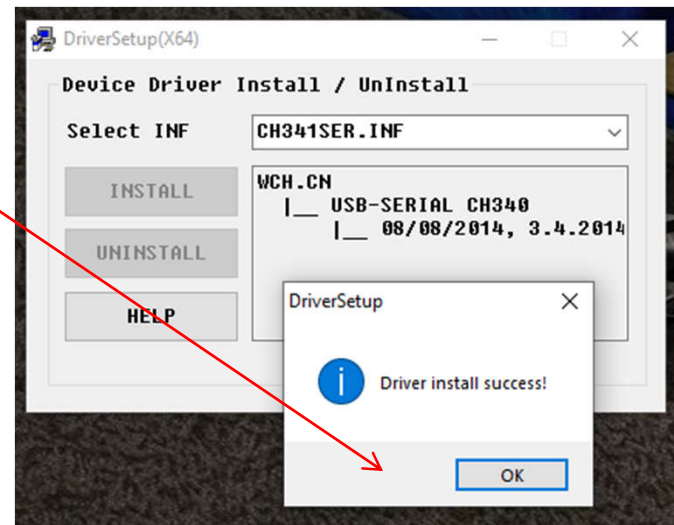 DriverSetup(X64)
Device Driver Install / UnInstall
Select INF
CH341SER.INF
INSTALL
UNINSTALL
HELP
WCH.CN
|__ USB-SERIAL CH340
|__ 08/08/2014, 3.4.2014
DriverSetup
Driver install success!
OK